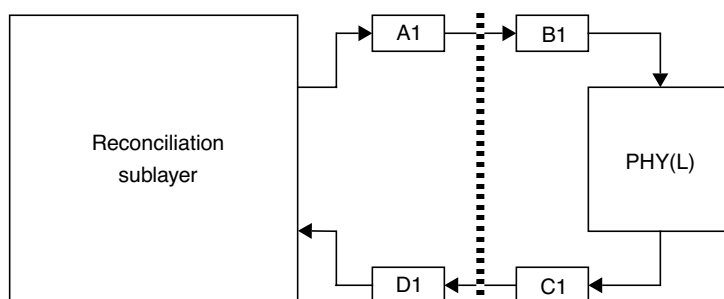 A1
B1
Reconciliation
sublayer
PHY(L)
D1
C1